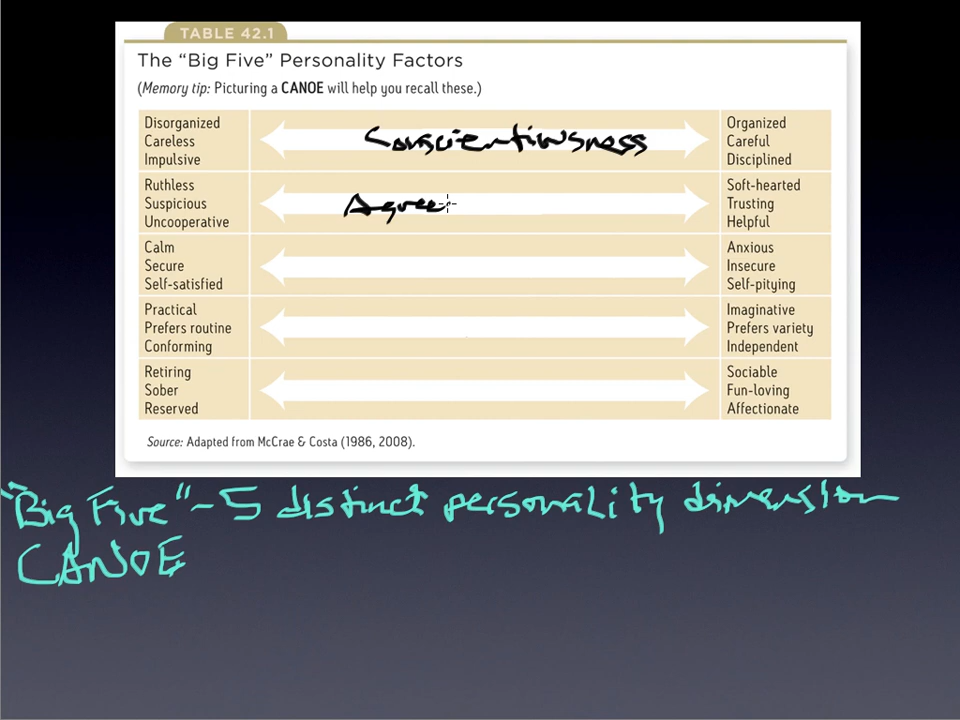 TABLE 42.1
The “Big Five” Personality Factors
(Memory tip: Picturing a CANOE will help you recall these.)
Disorganized
Careless
Impulsive
Conscientiousness
Organized
Careful
Disciplined
Ruthless
Suspicious
Uncooperative
Agree
Soft-hearted
Trusting
Helpful
Calm
Secure
Self-satisfied
Anxious
Insecure
Self-pitying
Practical
Prefers routine
Conforming
Imaginative
Prefers variety
Independent
Retiring
Sober
Reserved
Sociable
Fun-loving
Affectionate
Source: Adapted from McCrae & Costa (1986, 2008).
"Big Five" - 5 distinct personality dimension
CANOE